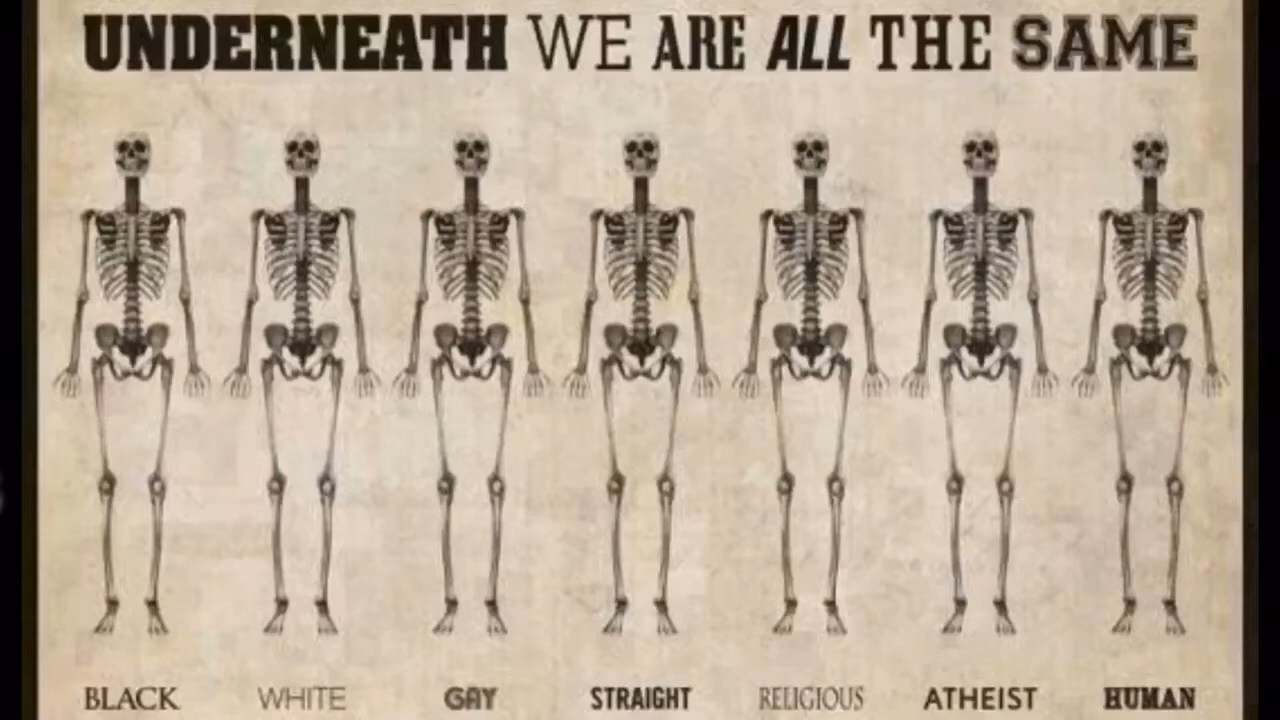 UNDERNEATH WE ARE ALL THE SAME
BLACK WHITE GAY STRAIGHT RELIGIOUS ATHEIST HUMAN